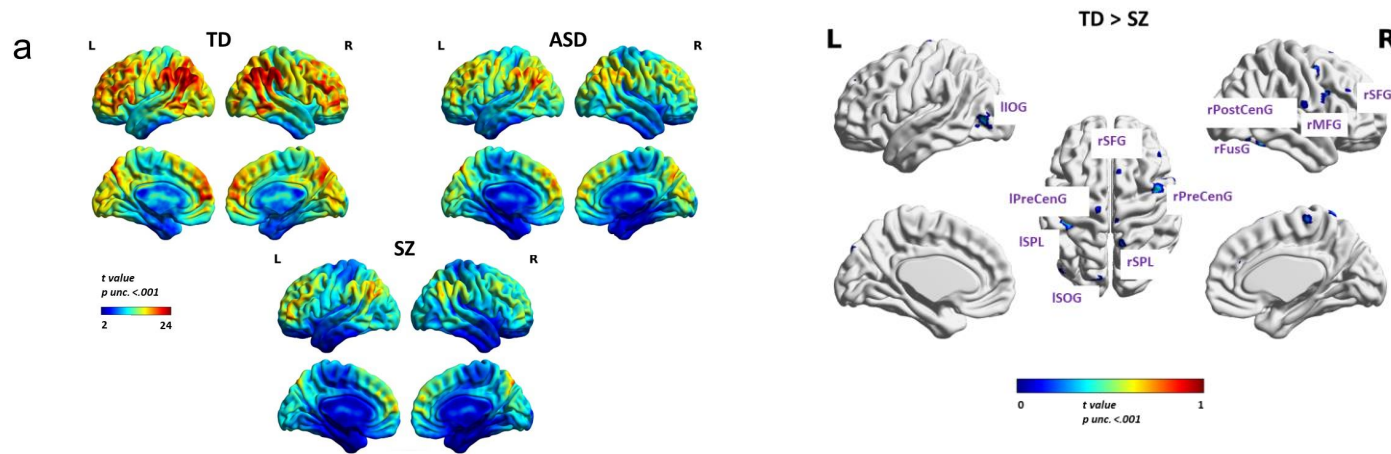 a
L TD R
L ASD R
SZ
L R
t value
p unc. <.001
2 24
TD > SZ
L R
lIOG
rPostCenG
rSFG
rMFG
rFusG
rSFG
lPreCenG
rPreCenG
lSPL
rSPL
lSOG
0 1
t value
p unc. <.001